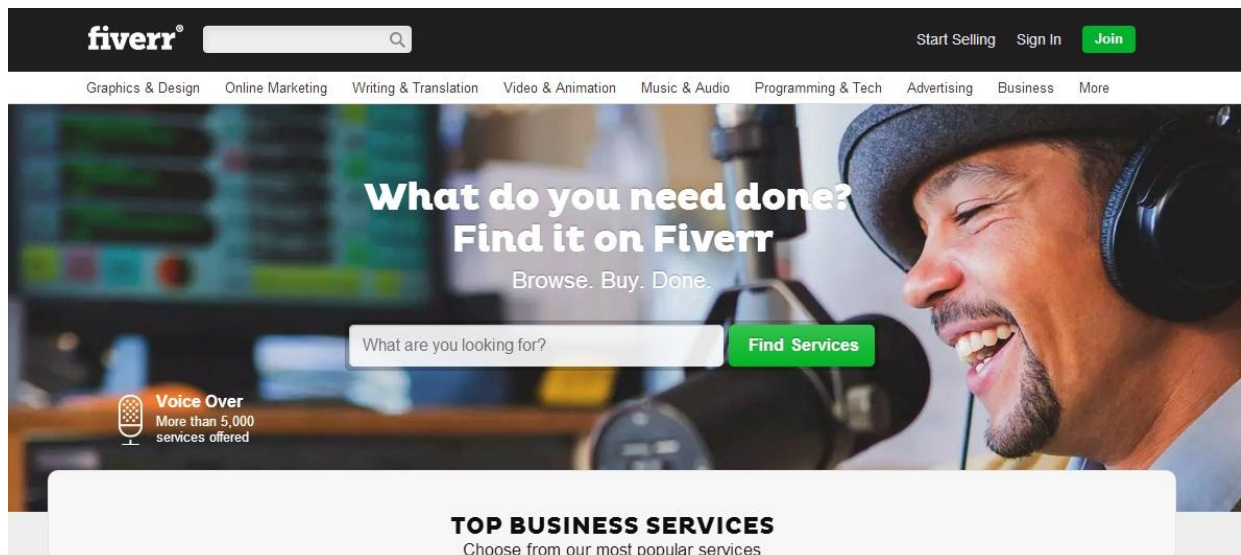 fiverr®
Start Selling Sign In Join
Graphics & Design Online Marketing Writing & Translation Video & Animation Music & Audio Programming & Tech Advertising Business More
What do you need done?
Find it on Fiverr
Browse. Buy. Done.
What are you looking for? Find Services
Voice Over
More than 5,000
services offered
TOP BUSINESS SERVICES
Choose from our most popular services